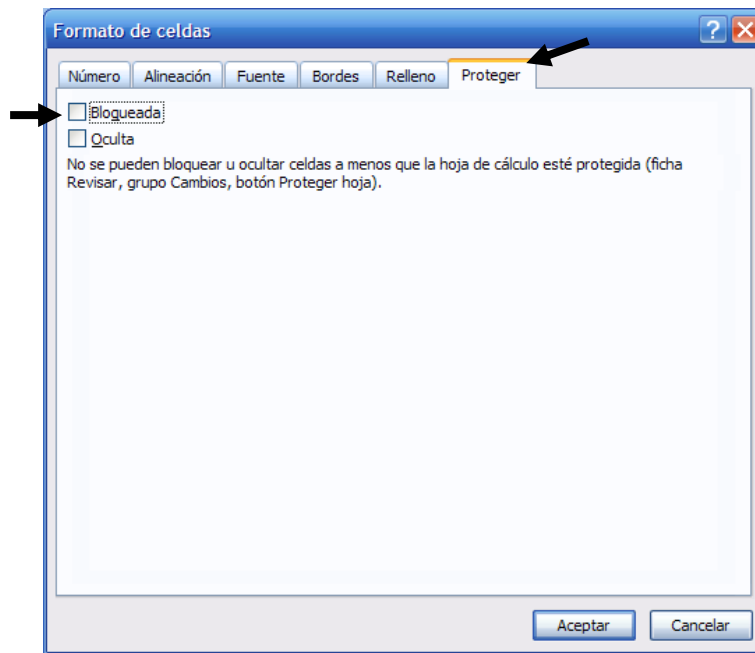 Formato de celdas
Número Alineación Fuente Bordes Relleno Proteger
Bloqueada
Oculta
No se pueden bloquear u ocultar celdas a menos que la hoja de cálculo esté protegida (ficha
Revisar, grupo Cambios, botón Proteger hoja).
Aceptar Cancelar